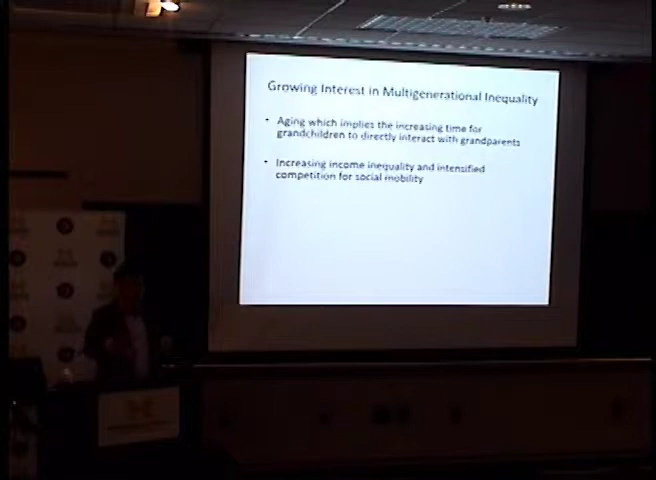 Growing Interest in Multigenerational Inequality
• Aging which implies the increasing time for
grandchildren to directly interact with grandparents
• Increasing income inequality and intensified
competition for social mobility